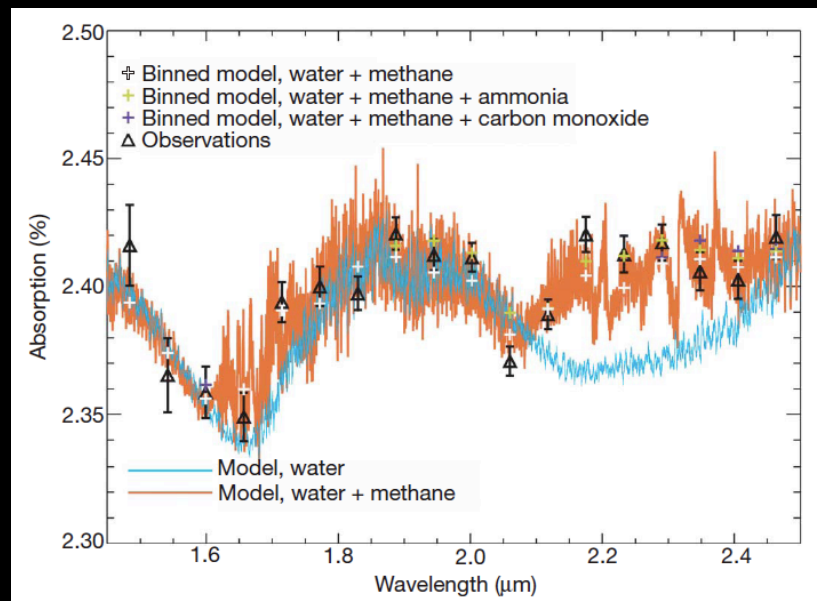 2.50
Binned model, water + methane
Binned model, water + methane + ammonia
Binned model, water + methane + carbon monoxide
Observations
2.45
Absorption (%)
2.40
2.35
Model, water
Model, water + methane
2.30
1.6 1.8 2.0 2.2 2.4
Wavelength (μm)